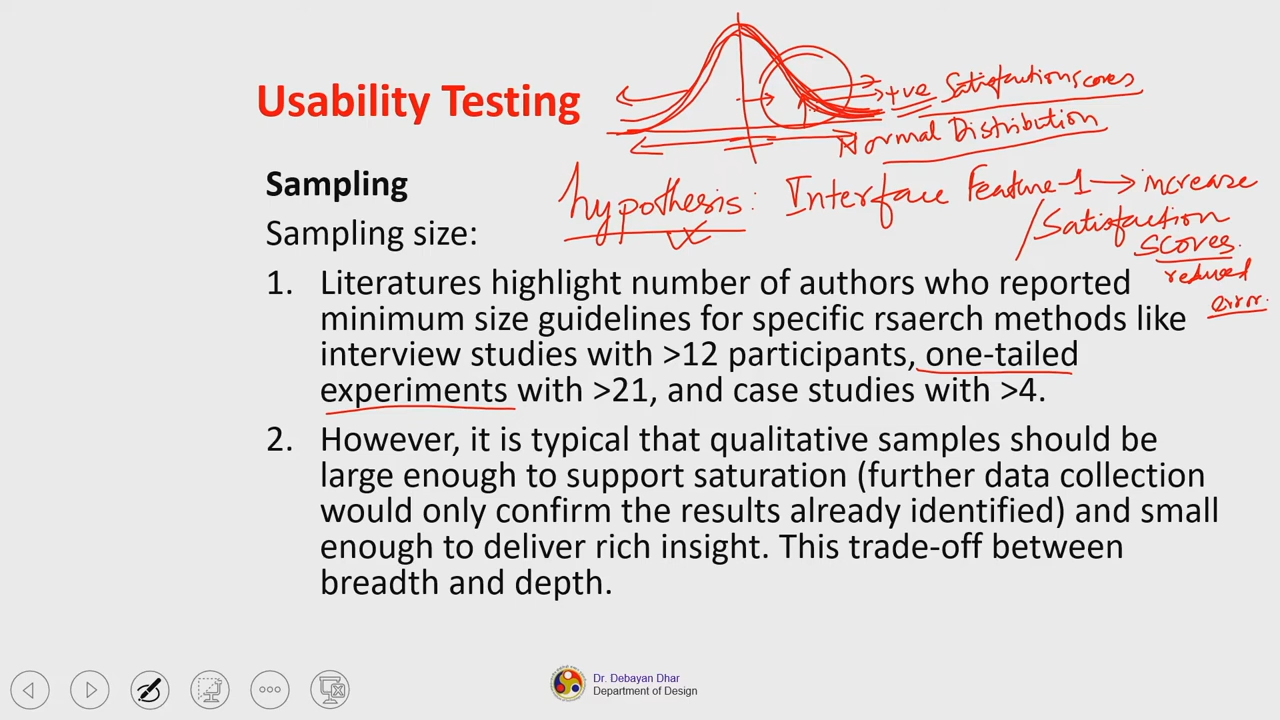 Usability Testing
+ve Satisfaction scores
Normal Distribution
Sampling
hypothesis: Interface Feature-1 → increase
/Satisfaction
scores.
reduced
error.
Sampling size:
1. Literatures highlight number of authors who reported
minimum size guidelines for specific rsaerch methods like
interview studies with >12 participants, one-tailed
experiments with >21, and case studies with >4.
2. However, it is typical that qualitative samples should be
large enough to support saturation (further data collection
would only confirm the results already identified) and small
enough to deliver rich insight. This trade-off between
breadth and depth.
Dr. Debayan Dhar
Department of Design